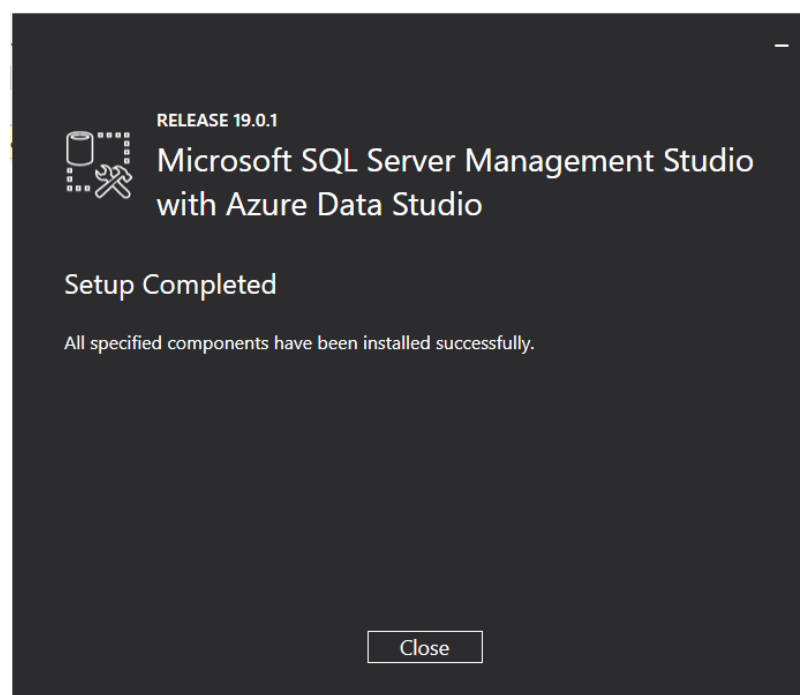 RELEASE 19.0.1
Microsoft SQL Server Management Studio
with Azure Data Studio
Setup Completed
All specified components have been installed successfully.
Close